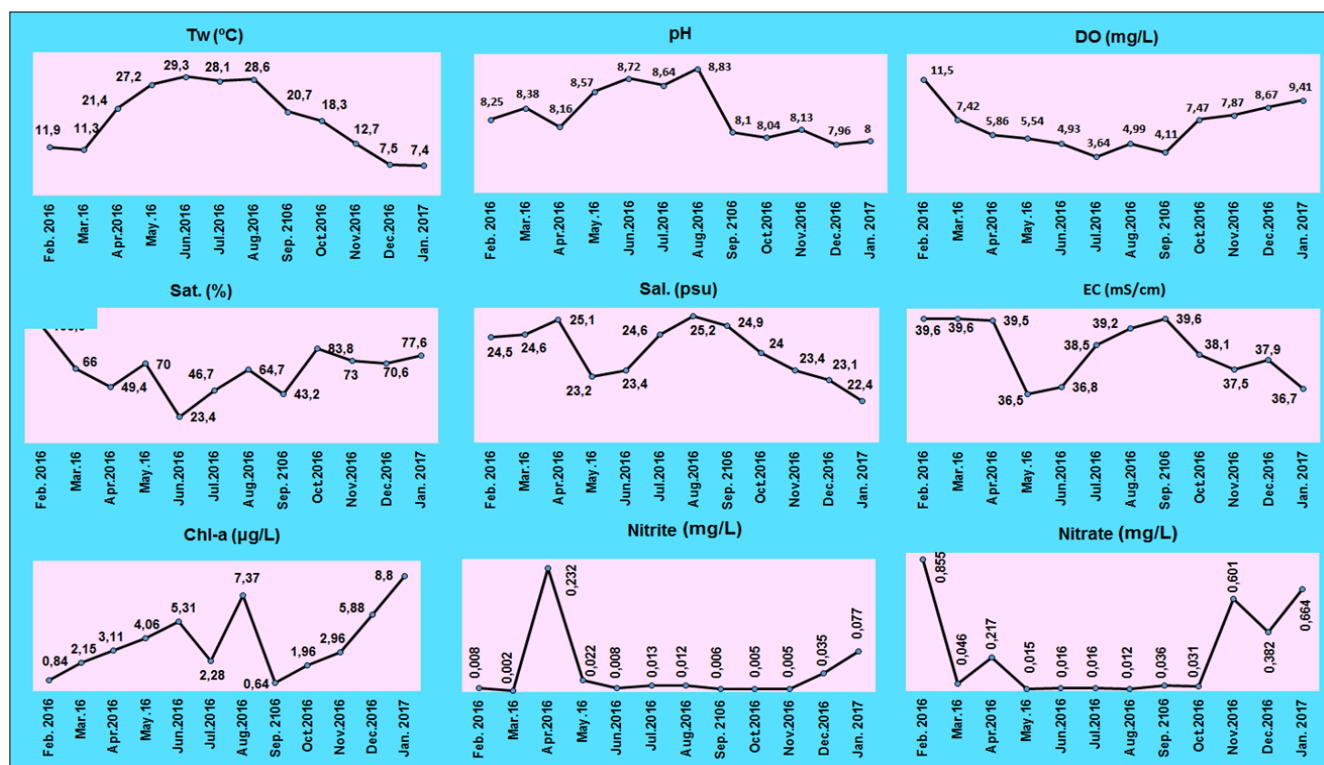 Tw (ºC)
11,9
11,3
21,4
27,2
29,3
28,1
28,6
20,7
18,3
12,7
7,5
7,4
Feb. 2016
Mar.16
Apr.2016
May .16
Jun.2016
Jul.2016
Aug.2016
Sep. 2106
Oct.2016
Nov.2016
Dec.2016
Jan. 2017
pH
8,25
8,38
8,16
8,57
8,72
8,64
8,83
8,1
8,04
8,13
7,96
8
Feb. 2016
Mar.16
Apr.2016
May .16
Jun.2016
Jul.2016
Aug.2016
Sep. 2106
Oct.2016
Nov.2016
Dec.2016
Jan. 2017
DO (mg/L)
11,5
7,42
5,86
5,54
4,93
3,64
4,99
4,11
7,47
7,87
8,67
9,41
Feb. 2016
Mar.16
Apr.2016
May .16
Jun.2016
Jul.2016
Aug.2016
Sep. 2106
Oct.2016
Nov.2016
Dec.2016
Jan. 2017
Sat. (%)
66
49,4
70
23,4
46,7
64,7
43,2
83,8
73
70,6
77,6
Feb. 2016
Mar.16
Apr.2016
May .16
Jun.2016
Jul.2016
Aug.2016
Sep. 2106
Oct.2016
Nov.2016
Dec.2016
Jan. 2017
Sal. (psu)
24,5
24,6
25,1
23,2
23,4
24,6
25,2
24,9
24
23,4
23,1
22,4
Feb. 2016
Mar.16
Apr.2016
May .16
Jun.2016
Jul.2016
Aug.2016
Sep. 2106
Oct.2016
Nov.2016
Dec.2016
Jan. 2017
EC (mS/cm)
39,6
39,6
39,5
36,5
36,8
38,5
39,2
39,6
38,1
37,5
37,9
36,7
Feb. 2016
Mar.16
Apr.2016
May .16
Jun.2016
Jul.2016
Aug.2016
Sep. 2106
Oct.2016
Nov.2016
Dec.2016
Jan. 2017
Chl-a (µg/L)
0,84
2,15
3,11
4,06
5,31
2,28
7,37
0,64
1,96
2,96
5,88
8,8
Feb. 2016
Mar.16
Apr.2016
May .16
Jun.2016
Jul.2016
Aug.2016
Sep. 2106
Oct.2016
Nov.2016
Dec.2016
Jan. 2017
Nitrite (mg/L)
0,008
0,002
0,232
0,022
0,008
0,013
0,012
0,006
0,005
0,005
0,035
0,077
Feb. 2016
Mar.16
Apr.2016
May .16
Jun.2016
Jul.2016
Aug.2016
Sep. 2106
Oct.2016
Nov.2016
Dec.2016
Jan. 2017
Nitrate (mg/L)
0,855
0,046
0,217
0,015
0,016
0,016
0,012
0,036
0,031
0,601
0,382
0,664
Feb. 2016
Mar.16
Apr.2016
May .16
Jun.2016
Jul.2016
Aug.2016
Sep. 2106
Oct.2016
Nov.2016
Dec.2016
Jan. 2017